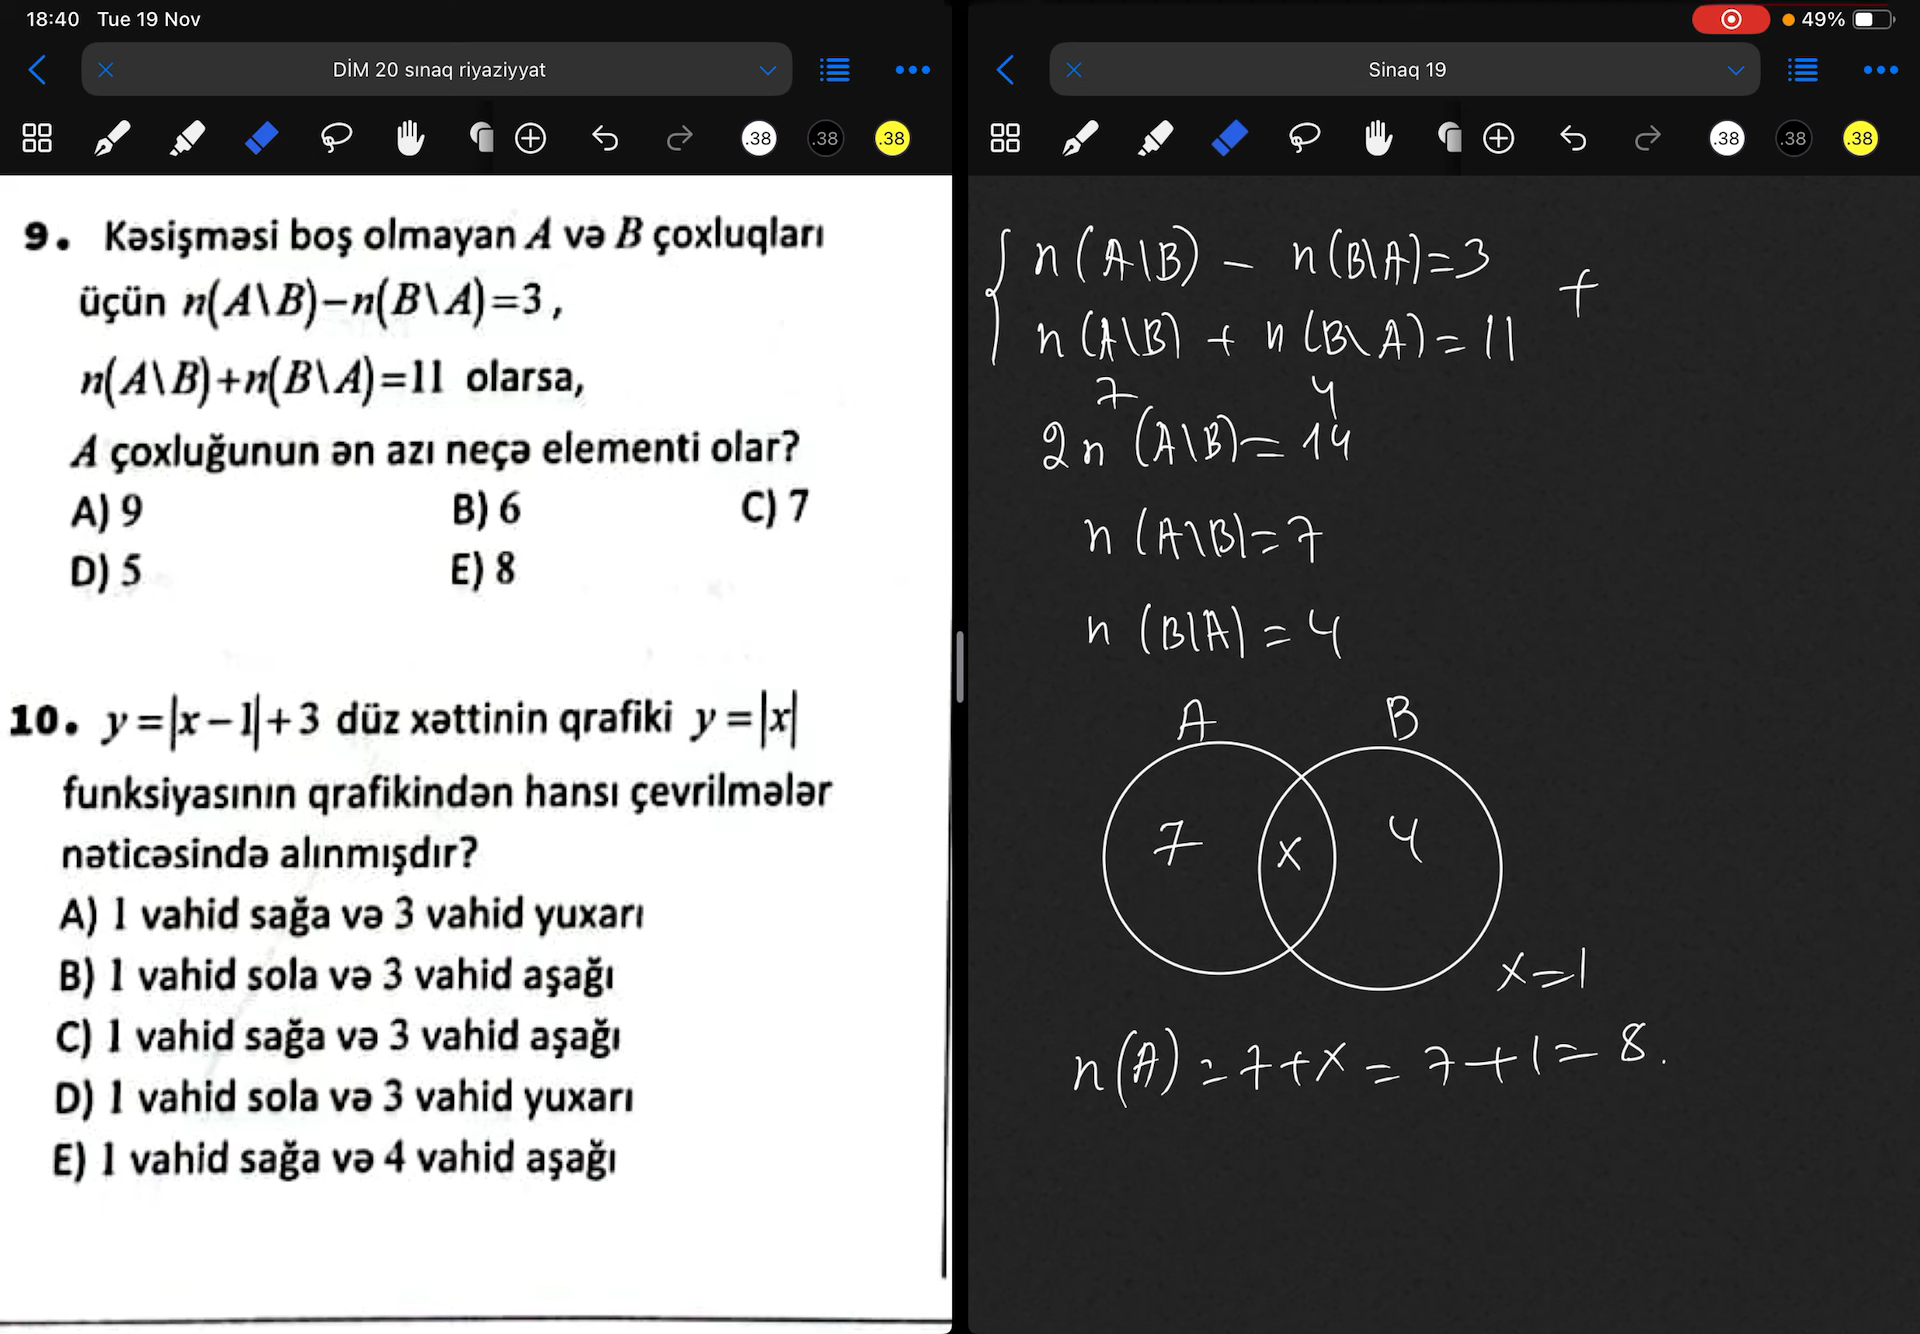 18:40 Tue 19 Nov
49%
DİM 20 sınaq riyaziyyat
Sinaq 19
.38 .38 .38
.38 .38 .38
9. Kəsişməsi boş olmayan A və B çoxluqları
üçün n(A\B)−n(B\A)=3,
n(A\B)+n(B\A)=11 olarsa,
A çoxluğunun ən azı neçə elementi olar?
A) 9 B) 6 C) 7
D) 5 E) 8
10. y=|x−1|+3 düz xəttinin qrafiki y=|x|
funksiyasının qrafikindən hansı çevrilmələr
nəticəsində alınmışdır?
A) 1 vahid sağa və 3 vahid yuxarı
B) 1 vahid sola və 3 vahid aşağı
C) 1 vahid sağa və 3 vahid aşağı
D) 1 vahid sola və 3 vahid yuxarı
E) 1 vahid sağa və 4 vahid aşağı
n(A\B) − n(B\A)=3
n(A\B) + n(B\A)=11 +
7 4
2n(A\B)=14
n(A\B)=7
n(B\A)=4
A B
7 x 4
x=1
n(A)=7+x=7+1=8.